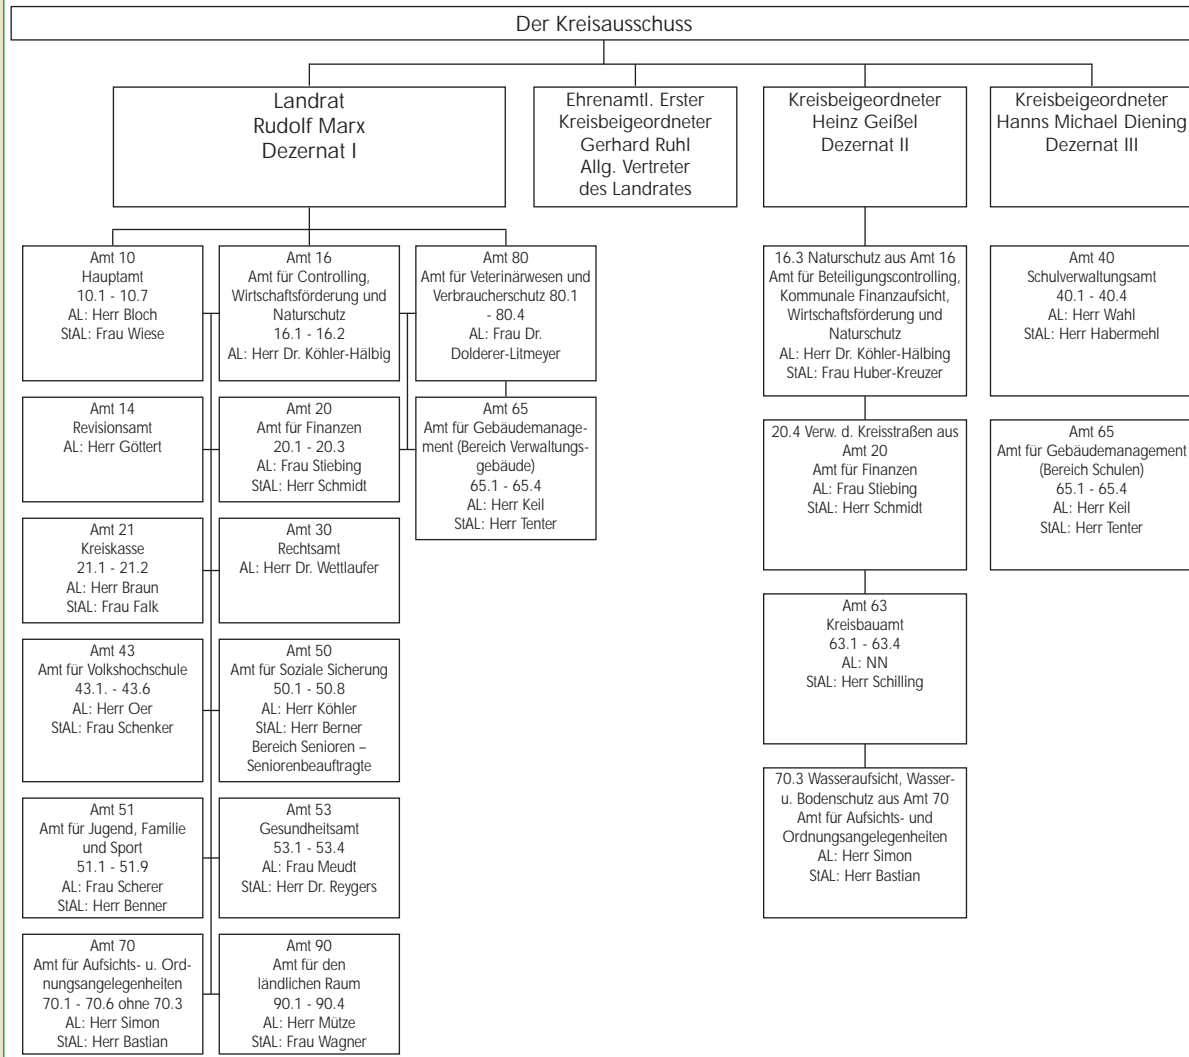 Der Kreisausschuss
Landrat
Rudolf Marx
Dezernat I
Ehrenamtl. Erster
Kreisbeigeordneter
Gerhard Ruhl
Allg. Vertreter
des Landrates
Kreisbeigeordneter
Heinz Geißel
Dezernat II
Kreisbeigeordneter
Hanns Michael Diening
Dezernat III
Amt 10
Hauptamt
10.1 - 10.7
AL: Herr Bloch
StAL: Frau Wiese
Amt 16
Amt für Controlling,
Wirtschaftsförderung und
Naturschutz
16.1 - 16.2
AL: Herr Dr. Köhler-Hälbig
Amt 80
Amt für Veterinärwesen und
Verbraucherschutz 80.1
- 80.4
AL: Frau Dr.
Dolderer-Litmeyer
16.3 Naturschutz aus Amt 16
Amt für Beteiligungscontrolling,
Kommunale Finanzaufsicht,
Wirtschaftsförderung und
Naturschutz
AL: Herr Dr. Köhler-Hälbing
StAL: Frau Huber-Kreuzer
Amt 40
Schulverwaltungsamt
40.1 - 40.4
AL: Herr Wahl
StAL: Herr Habermehl
Amt 14
Revisionsamt
AL: Herr Göttert
Amt 20
Amt für Finanzen
20.1 - 20.3
AL: Frau Stiebing
StAL: Herr Schmidt
Amt 65
Amt für Gebäudemanage-
ment (Bereich Verwaltungs-
gebäude)
65.1 - 65.4
AL: Herr Keil
StAL: Herr Tenter
20.4 Verw. d. Kreisstraßen aus
Amt 20
Amt für Finanzen
AL: Frau Stiebing
StAL: Herr Schmidt
Amt 65
Amt für Gebäudemanagement
(Bereich Schulen)
65.1 - 65.4
AL: Herr Keil
StAL: Herr Tenter
Amt 21
Kreiskasse
21.1 - 21.2
AL: Herr Braun
StAL: Frau Falk
Amt 30
Rechtsamt
AL: Herr Dr. Wettlaufer
Amt 63
Kreisbauamt
63.1 - 63.4
AL: NN
StAL: Herr Schilling
Amt 43
Amt für Volkshochschule
43.1. - 43.6
AL: Herr Oer
StAL: Frau Schenker
Amt 50
Amt für Soziale Sicherung
50.1 - 50.8
AL: Herr Köhler
StAL: Herr Berner
Bereich Senioren –
Seniorenbeauftragte
70.3 Wasseraufsicht, Wasser-
u. Bodenschutz aus Amt 70
Amt für Aufsichts- und
Ordnungsangelegenheiten
AL: Herr Simon
StAL: Herr Bastian
Amt 51
Amt für Jugend, Familie
und Sport
51.1 - 51.9
AL: Frau Scherer
StAL: Herr Benner
Amt 53
Gesundheitsamt
53.1 - 53.4
AL: Frau Meudt
StAL: Herr Dr. Reygers
Amt 70
Amt für Aufsichts- u. Ord-
nungsangelegenheiten
70.1 - 70.6 ohne 70.3
AL: Herr Simon
StAL: Herr Bastian
Amt 90
Amt für den
ländlichen Raum
90.1 - 90.4
AL: Herr Mütze
StAL: Frau Wagner